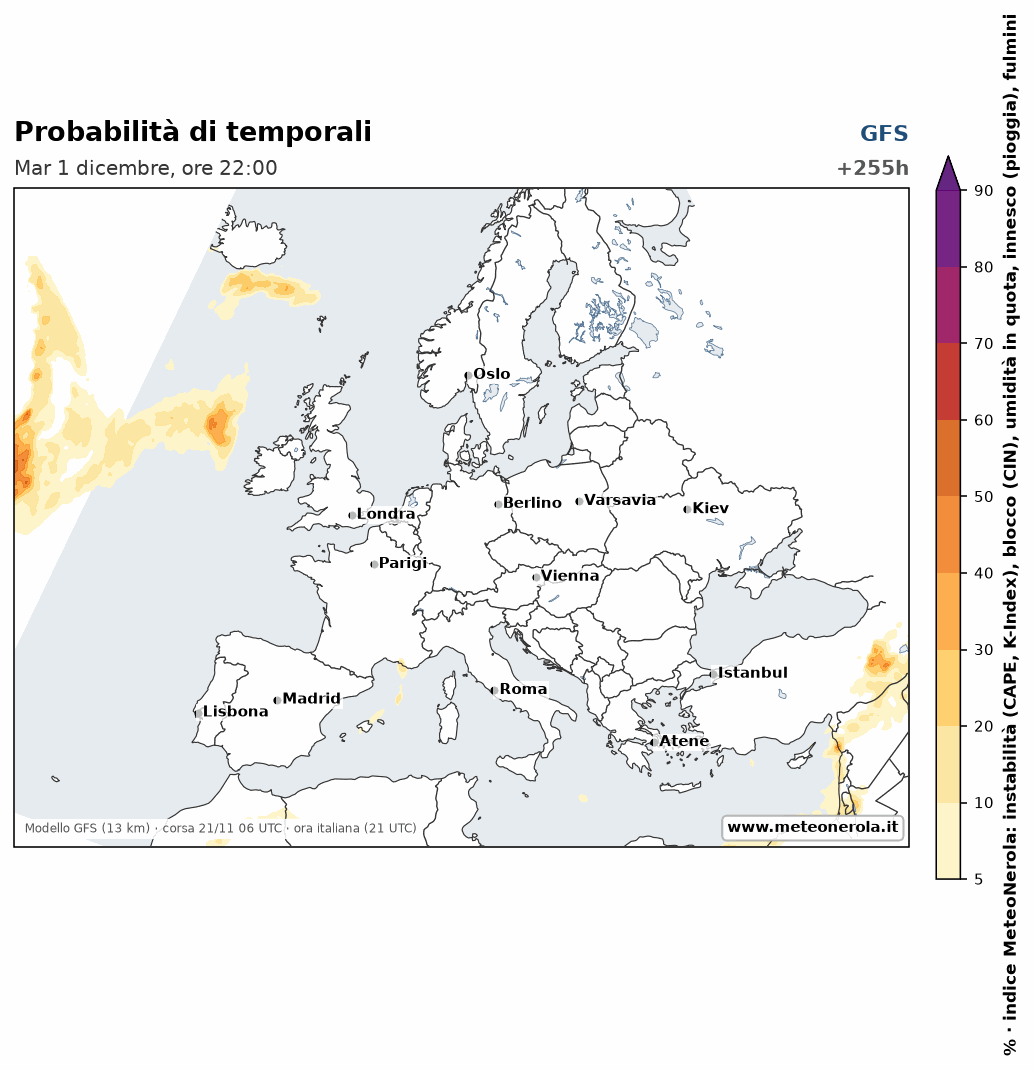 Probabilità di temporali
GFS
Mar 1 dicembre, ore 22:00
+255h
Oslo
Londra
Berlino
Varsavia
Kiev
Parigi
Vienna
Madrid
Lisbona
Roma
Istanbul
Atene
Modello GFS (13 km) · corsa 21/11 06 UTC · ora italiana (21 UTC)
www.meteonerola.it
90
80
70
60
50
40
30
20
10
5
% · indice MeteoNerola: instabilità (CAPE, K-Index), blocco (CIN), umidità in quota, innesco (pioggia), fulmini